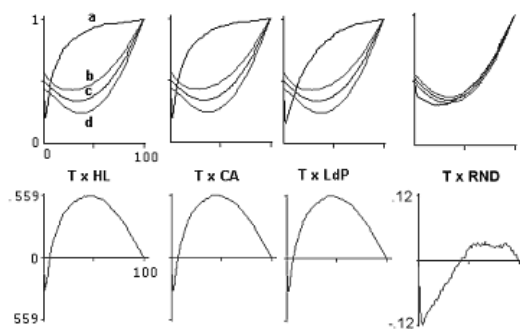 1
a
b
c
d
0
0
100
T x HL
T x CA
T x LdP
T x RND
.559
0
559
100
.12
-.12